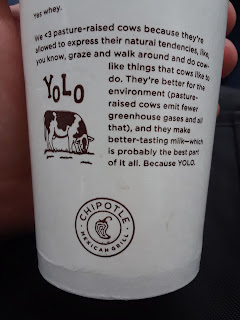 Yes whey.
We <3 pasture-raised cows because they're
allowed to express their natural tendencies, like,
you know, graze and walk around and do cow-
like things that cows like to
do. They're better for the
environment (pasture-
raised cows emit fewer
greenhouse gases and all
that), and they make
better-tasting milk—which
is probably the best part
of it all. Because YOLO.
YOLO
CHIPOTLE
MEXICAN GRILL